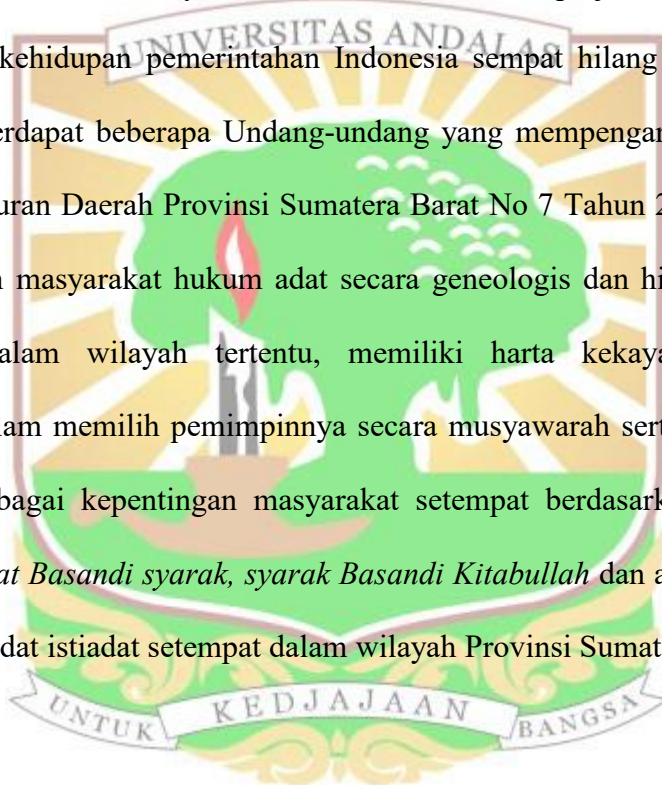 UNIVERSITAS ANDALAS
kehidupan pemerintahan Indonesia sempat hilang
erdapat beberapa Undang-undang yang mempengar
uran Daerah Provinsi Sumatera Barat No 7 Tahun 2
masyarakat hukum adat secara geneologis dan hi
alam wilayah tertentu, memiliki harta kekaya
am memilih pemimpinnya secara musyawarah sert
bagai kepentingan masyarakat setempat berdasark
at Basandi syarak, syarak Basandi Kitabullah dan a
dat istiadat setempat dalam wilayah Provinsi Sumat
UNTUK KEDJAJAAN BANGSA